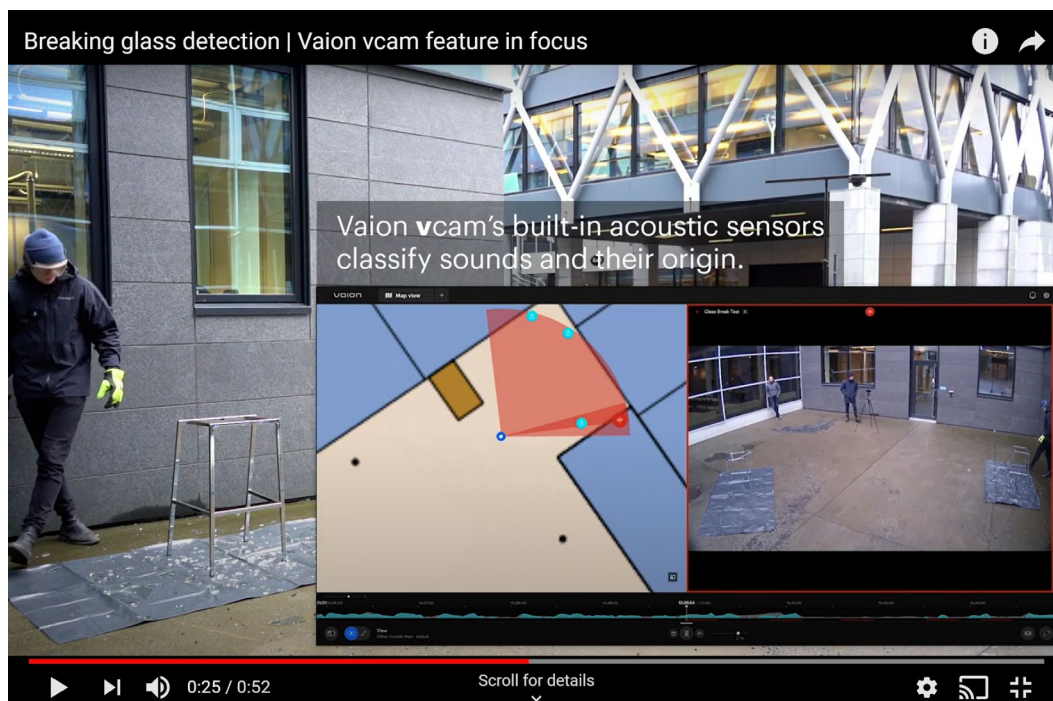 Breaking glass detection | Vaion vcam feature in focus
Vaion vcam's built-in acoustic sensors
classify sounds and their origin.
vaion
Map view
+
Glass Break Test
View
0:25 / 0:52
Scroll for details